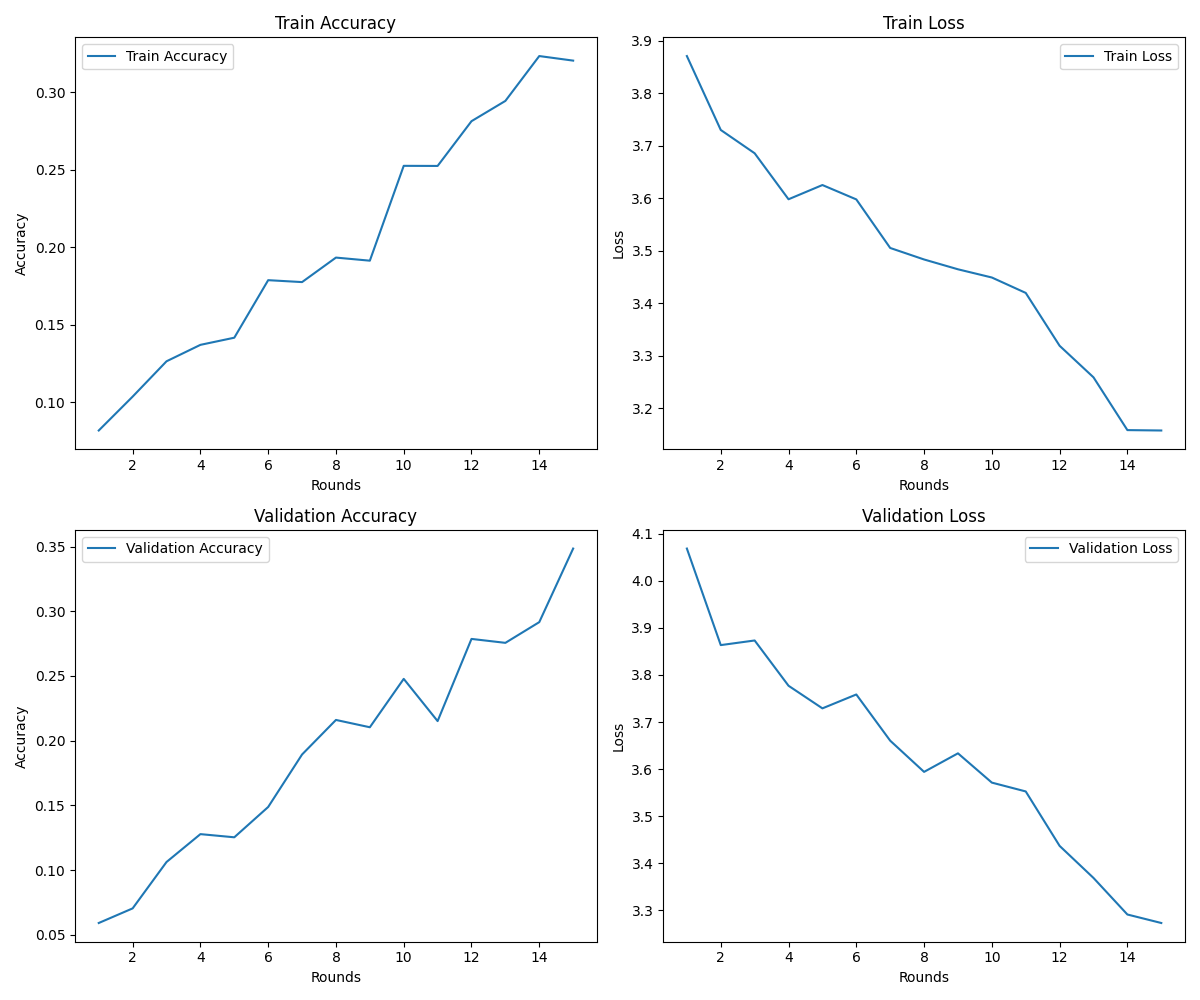 Train Accuracy
Train Accuracy
0.30
0.25
0.20
0.15
0.10
Accuracy
2 4 6 8 10 12 14
Rounds
Train Loss
Train Loss
3.9
3.8
3.7
3.6
3.5
3.4
3.3
3.2
Loss
2 4 6 8 10 12 14
Rounds
Validation Accuracy
Validation Accuracy
0.35
0.30
0.25
0.20
0.15
0.10
0.05
Accuracy
2 4 6 8 10 12 14
Rounds
Validation Loss
Validation Loss
4.1
4.0
3.9
3.8
3.7
3.6
3.5
3.4
3.3
Loss
2 4 6 8 10 12 14
Rounds